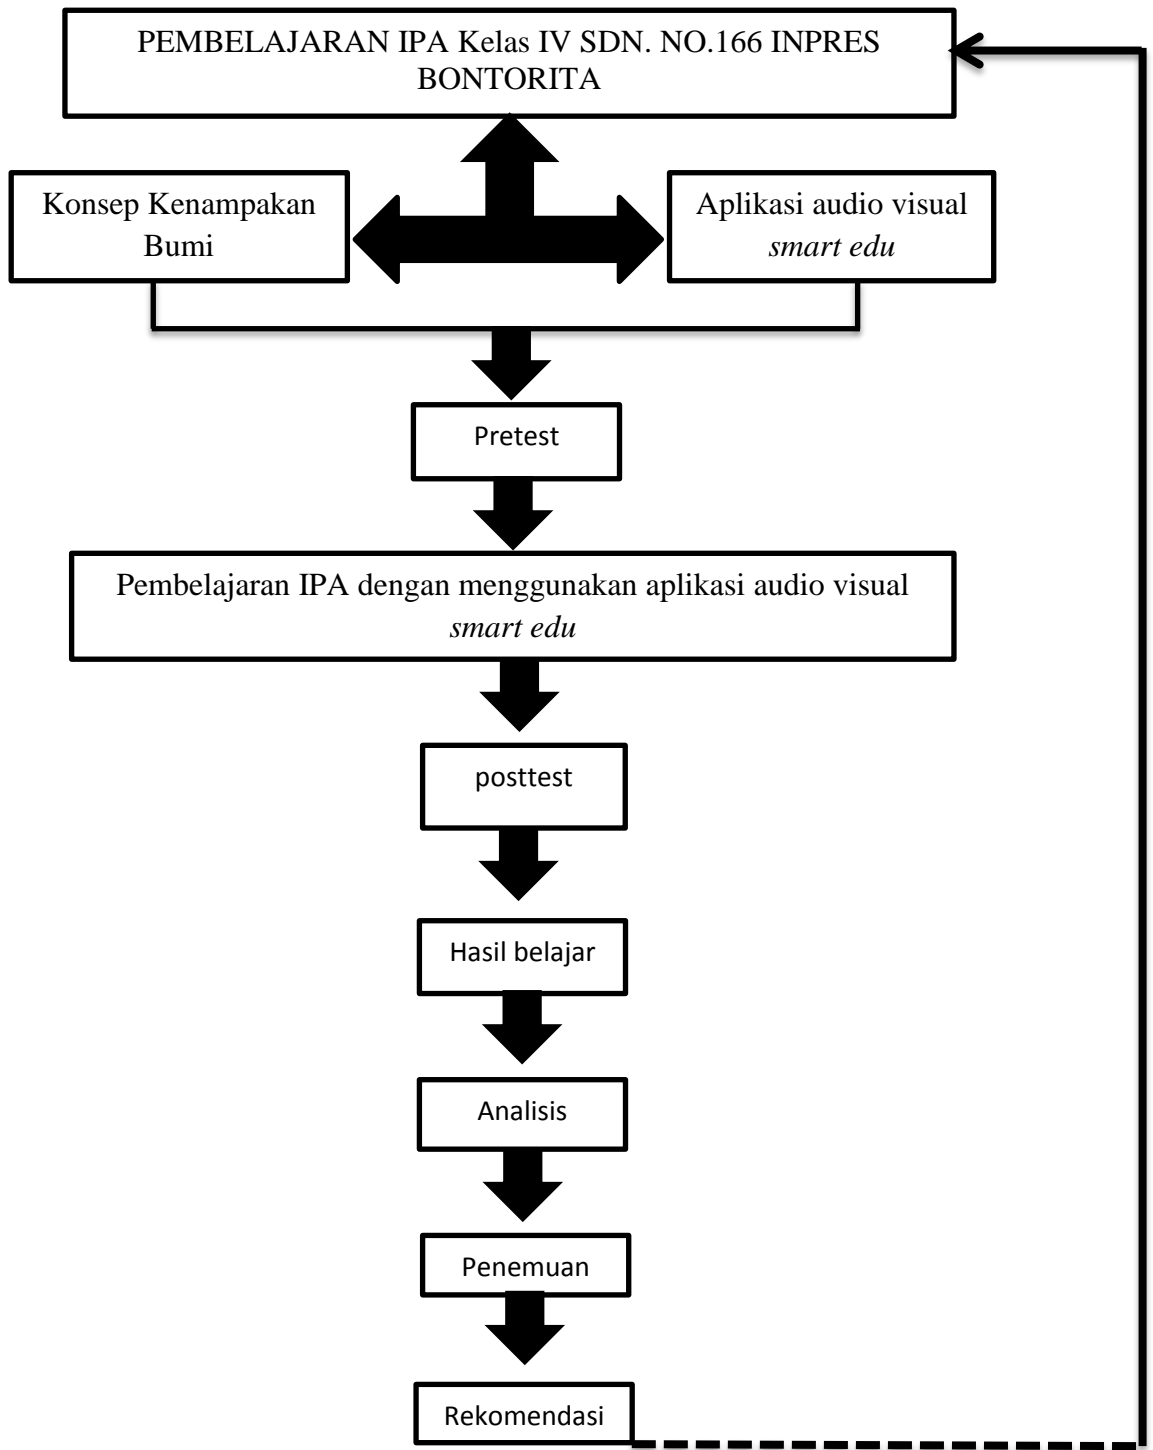 PEMBELAJARAN IPA Kelas IV SDN. NO.166 INPRES
BONTORITA
Konsep Kenampakan
Bumi
Aplikasi audio visual
smart edu
Pretest
Pembelajaran IPA dengan menggunakan aplikasi audio visual
smart edu
posttest
Hasil belajar
Analisis
Penemuan
Rekomendasi